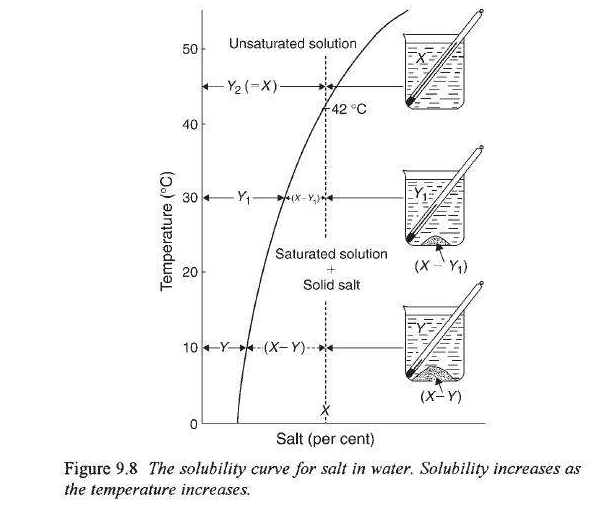 50
40
30
20
10
0
Temperature (°C)
Salt (per cent)
Unsaturated solution
Y₂ (=X)
42 °C
Y₁
(X-Y₁)
Saturated solution
+
Solid salt
Y
(X-Y)
X
X
Y₁
(X - Y₁)
Y
(X-Y)
Figure 9.8 The solubility curve for salt in water. Solubility increases as
the temperature increases.